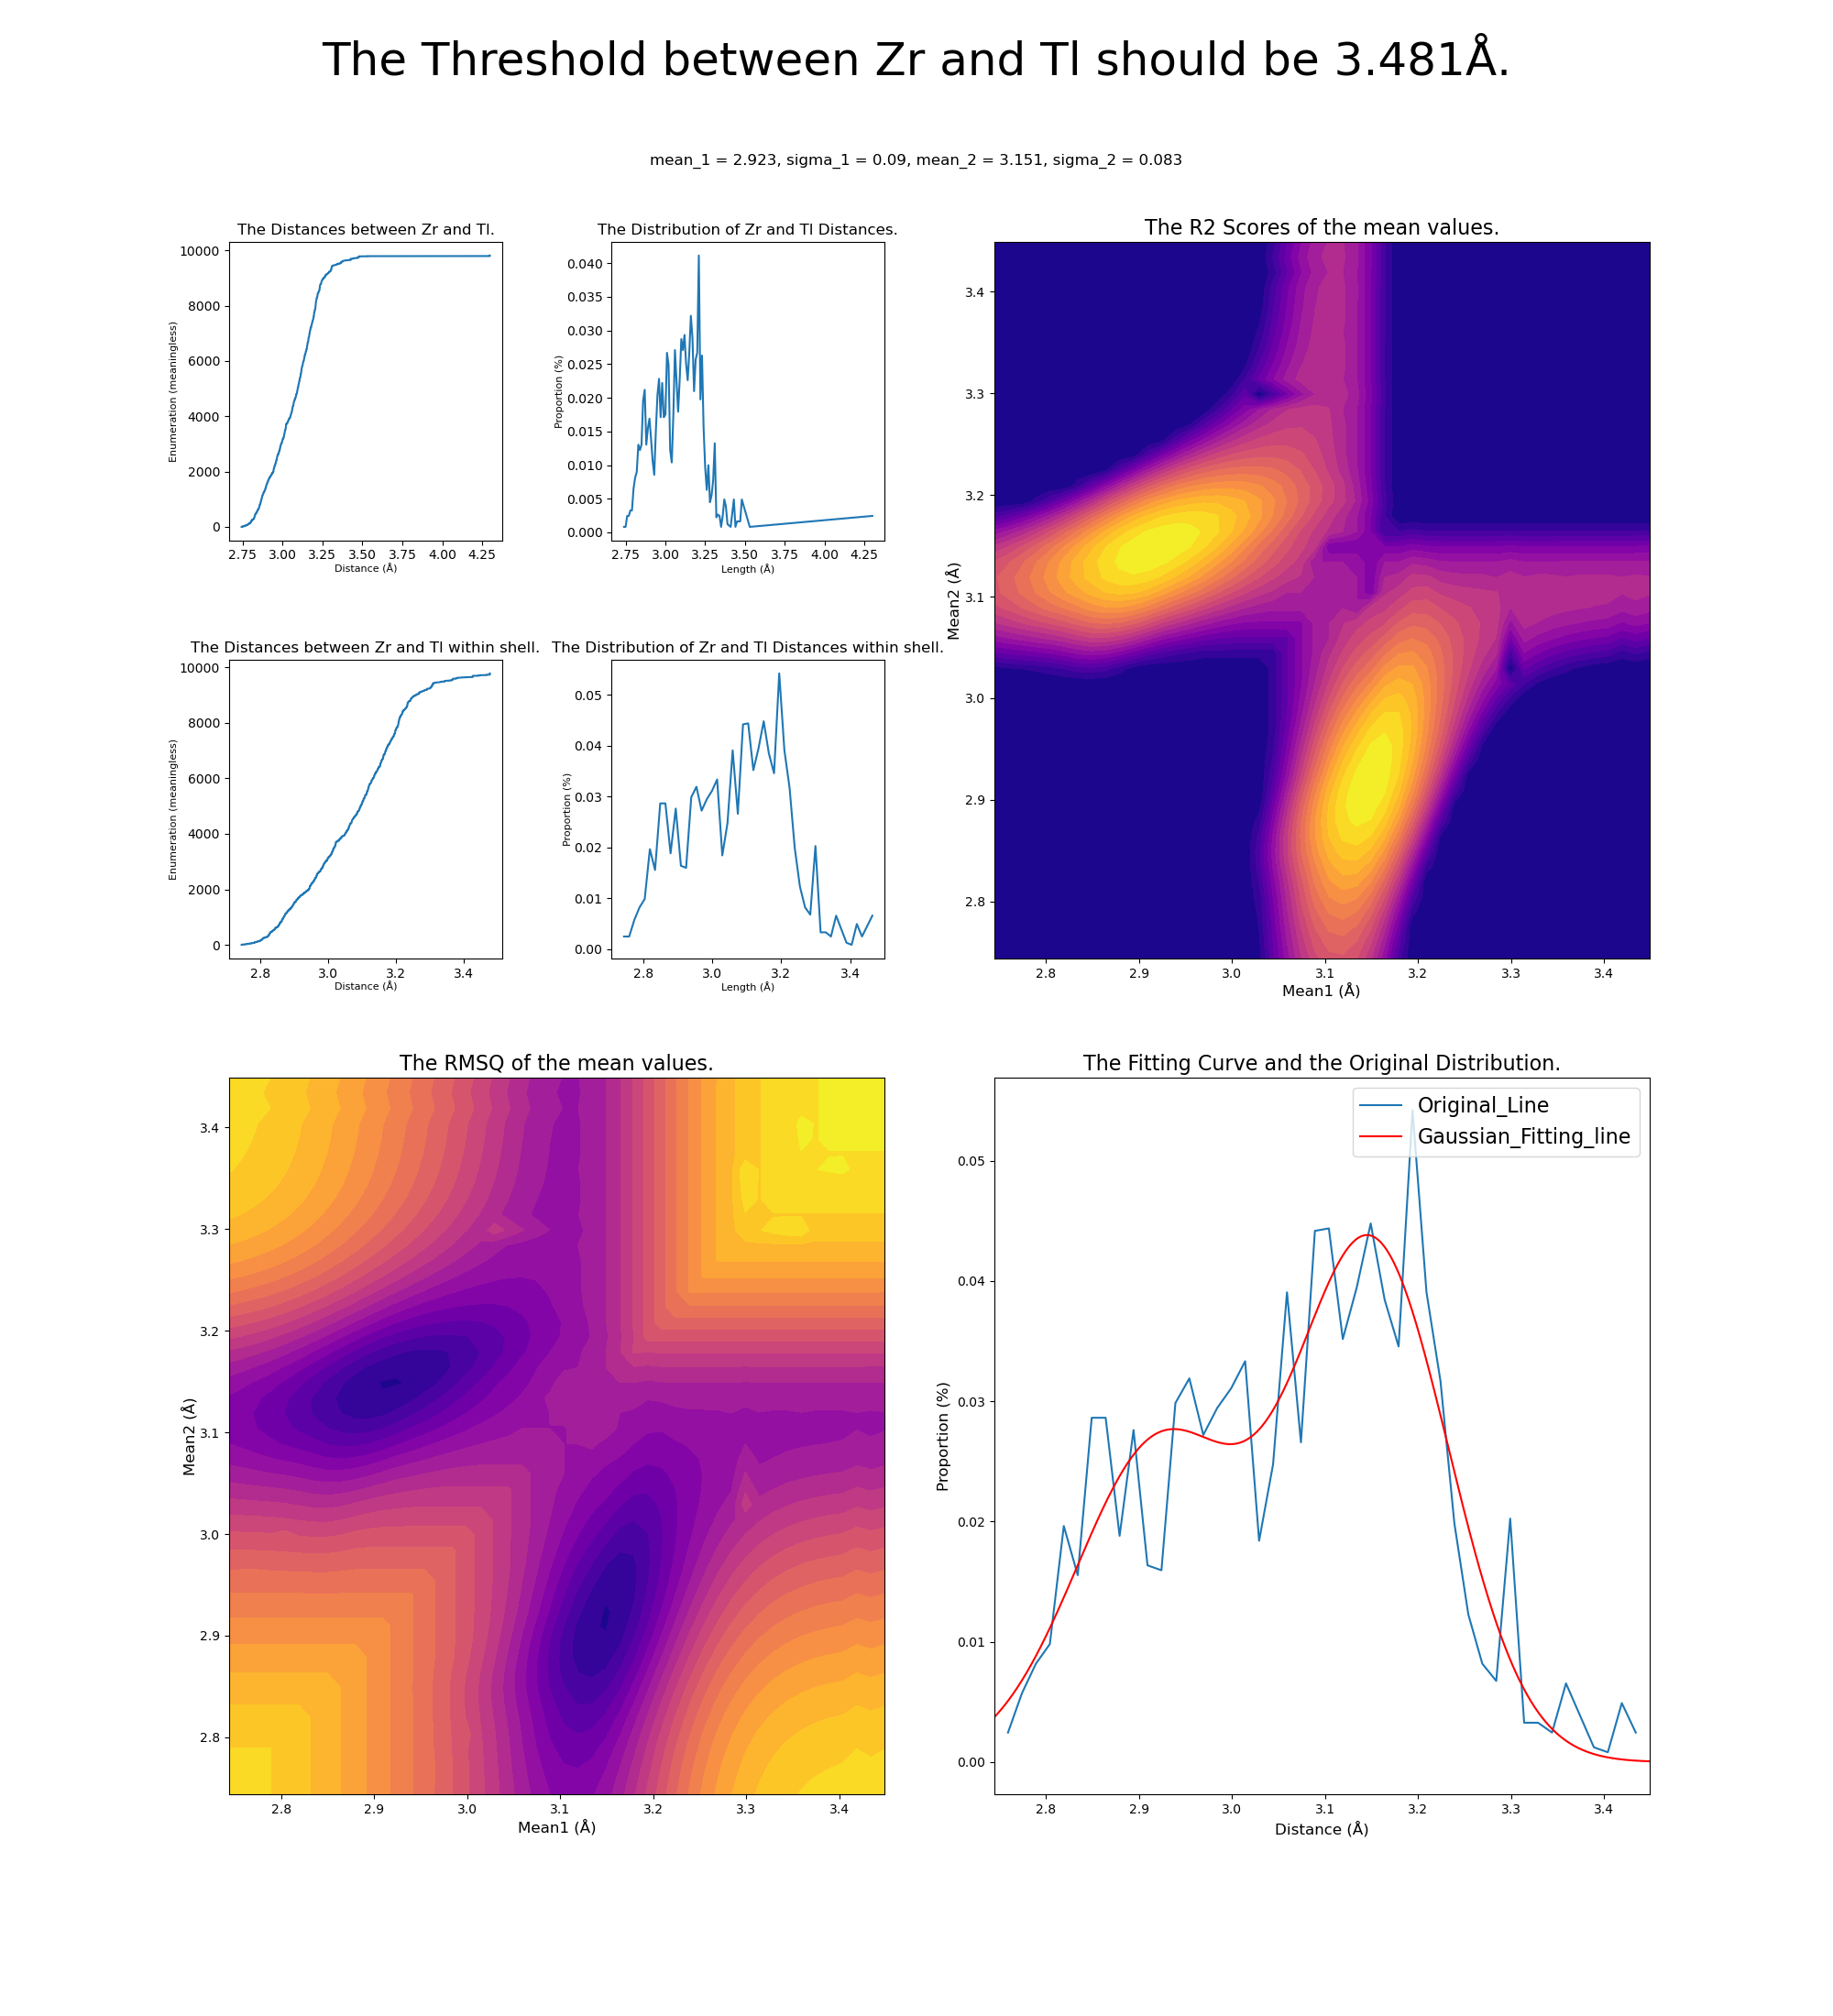 The Threshold between Zr and Tl should be 3.481Å.
mean_1 = 2.923, sigma_1 = 0.09, mean_2 = 3.151, sigma_2 = 0.083
The Distances between Zr and Tl.
10000
8000
6000
4000
2000
0
Enumeration (meaningless)
2.75 3.00 3.25 3.50 3.75 4.00 4.25
Distance (Å)
The Distribution of Zr and Tl Distances.
0.040
0.035
0.030
0.025
0.020
0.015
0.010
0.005
0.000
Proportion (%)
2.75 3.00 3.25 3.50 3.75 4.00 4.25
Length (Å)
The R2 Scores of the mean values.
3.4
3.3
3.2
3.1
3.0
2.9
2.8
Mean2 (Å)
2.8 2.9 3.0 3.1 3.2 3.3 3.4
Mean1 (Å)
The Distances between Zr and Tl within shell.
10000
8000
6000
4000
2000
0
Enumeration (meaningless)
2.8 3.0 3.2 3.4
Distance (Å)
The Distribution of Zr and Tl Distances within shell.
0.05
0.04
0.03
0.02
0.01
0.00
Proportion (%)
2.8 3.0 3.2 3.4
Length (Å)
The RMSQ of the mean values.
3.4
3.3
3.2
3.1
3.0
2.9
2.8
Mean2 (Å)
2.8 2.9 3.0 3.1 3.2 3.3 3.4
Mean1 (Å)
The Fitting Curve and the Original Distribution.
Original_Line
Gaussian_Fitting_line
0.05
0.04
0.03
0.02
0.01
0.00
Proportion (%)
2.8 2.9 3.0 3.1 3.2 3.3 3.4
Distance (Å)